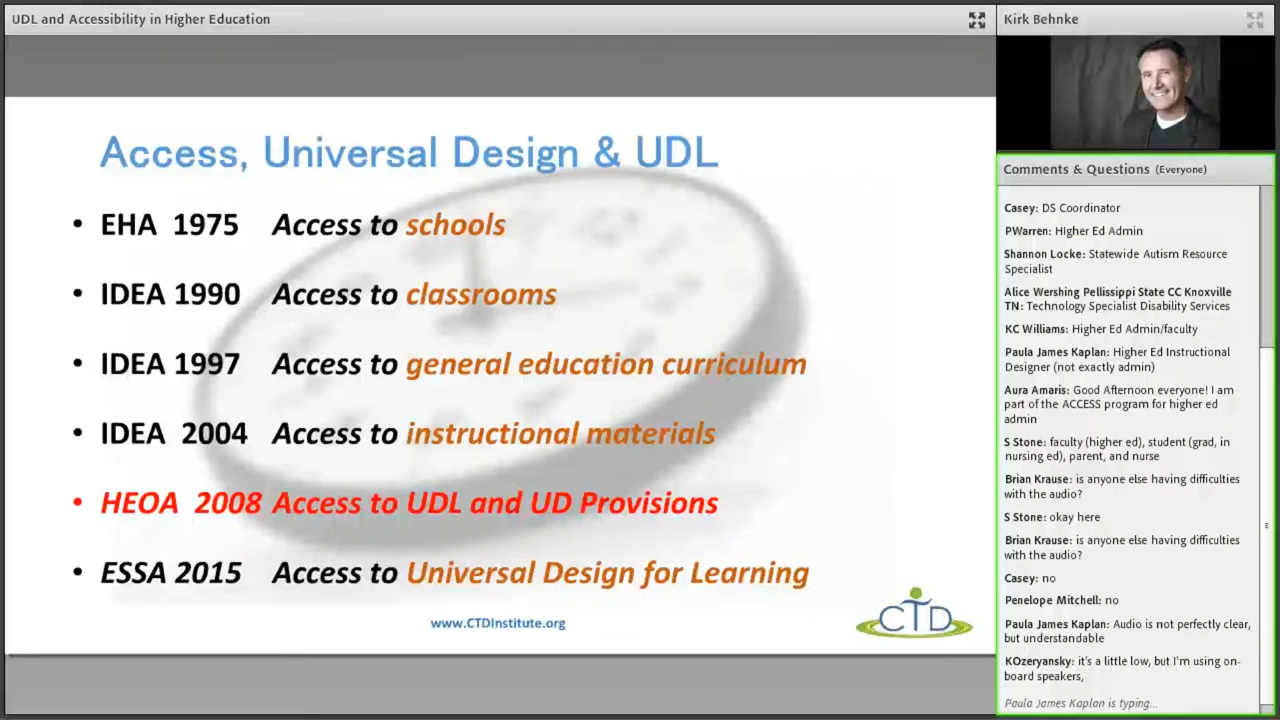 UDL and Accessibility in Higher Education
Access, Universal Design & UDL
• EHA 1975 Access to schools
• IDEA 1990 Access to classrooms
• IDEA 1997 Access to general education curriculum
• IDEA 2004 Access to instructional materials
• HEOA 2008 Access to UDL and UD Provisions
• ESSA 2015 Access to Universal Design for Learning
www.CTDInstitute.org
CTD
Kirk Behnke
Comments & Questions (Everyone)
Casey: DS Coordinator
PWarren: HIgher Ed Admin
Shannon Locke: Statewide Autism Resource
Specialist
Alice Wershing Pellissippi State CC Knoxville
TN: Technology Specialist Disability Services
KC Williams: Higher Ed Admin/faculty
Paula James Kaplan: Higher Ed Instructional
Designer (not exactly admin)
Aura Amaris: Good Afternoon everyone! I am
part of the ACCESS program for higher ed
admin
S Stone: faculty (higher ed), student (grad, in
nursing ed), parent, and nurse
Brian Krause: is anyone else having difficulties
with the audio?
S Stone: okay here
Brian Krause: is anyone else having difficulties
with the audio?
Casey: no
Penelope Mitchell: no
Paula James Kaplan: Audio is not perfectly clear,
but understandable
KOzeryansky: it's a little low, but I'm using on-
board speakers,
Paula James Kaplan is typing...